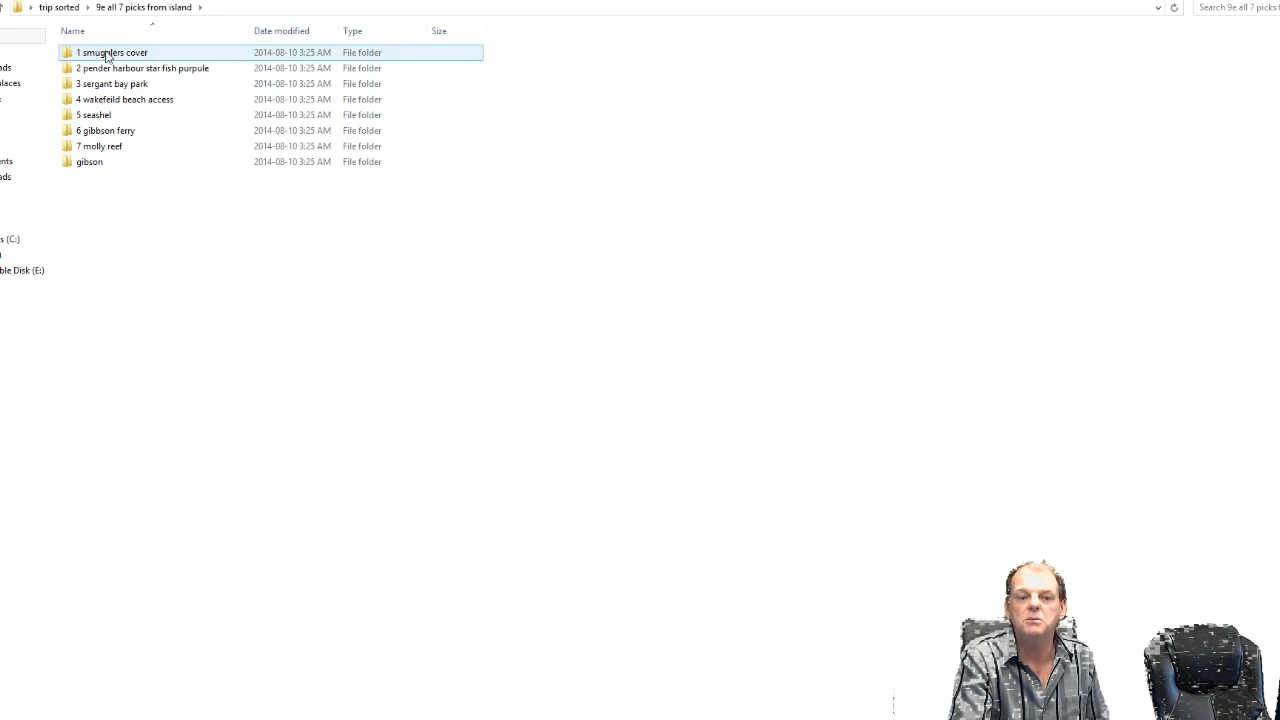 trip sorted 9e all 7 picks from island Search 9e all 7 picks f
Name Date modified Type Size
1 smugglers cover 2014-08-10 3:25 AM File folder
2 pender harbour star fish purpule 2014-08-10 3:25 AM File folder
3 sergant bay park 2014-08-10 3:25 AM File folder
4 wakefeild beach access 2014-08-10 3:25 AM File folder
5 seashel 2014-08-10 3:25 AM File folder
6 gibbson ferry 2014-08-10 3:25 AM File folder
7 molly reef 2014-08-10 3:25 AM File folder
gibson 2014-08-10 3:25 AM File folder
ads
laces
ents
ads
s (C:)
ble Disk (E:)